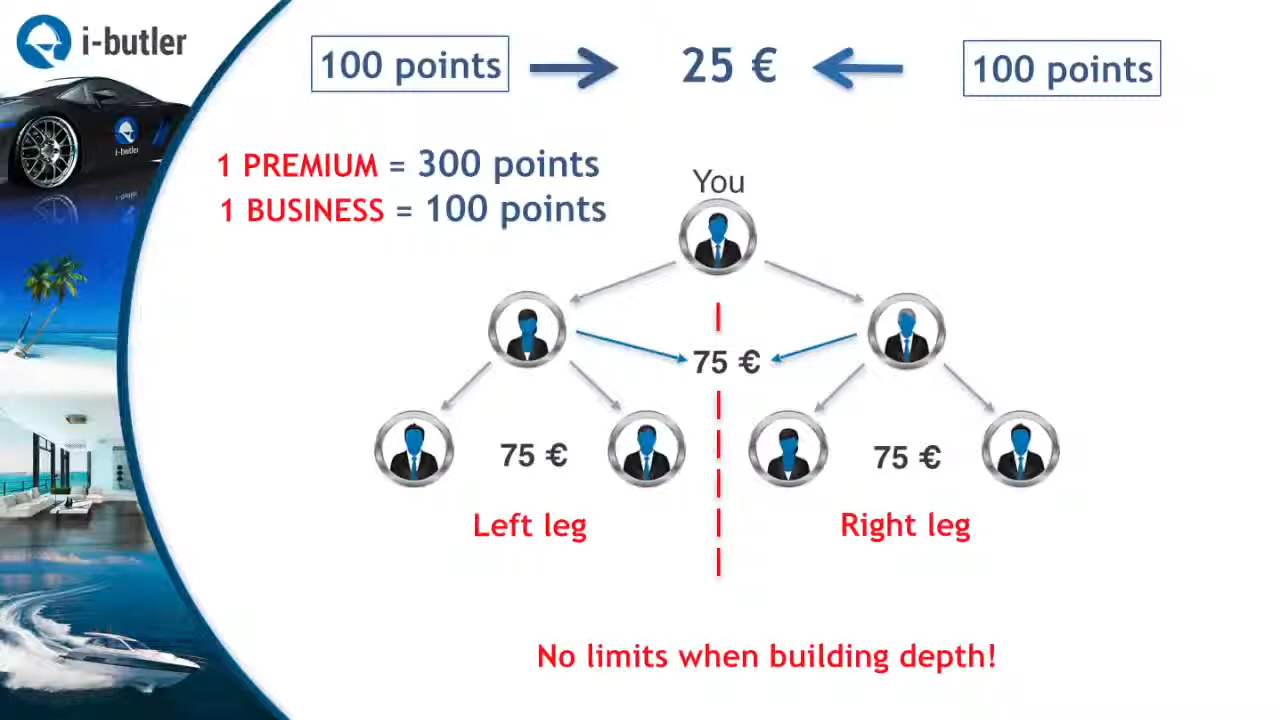 i-butler
100 points
25 €
100 points
i-butler
1 PREMIUM = 300 points
1 BUSINESS = 100 points
You
75 €
75 €
75 €
Left leg
Right leg
No limits when building depth!